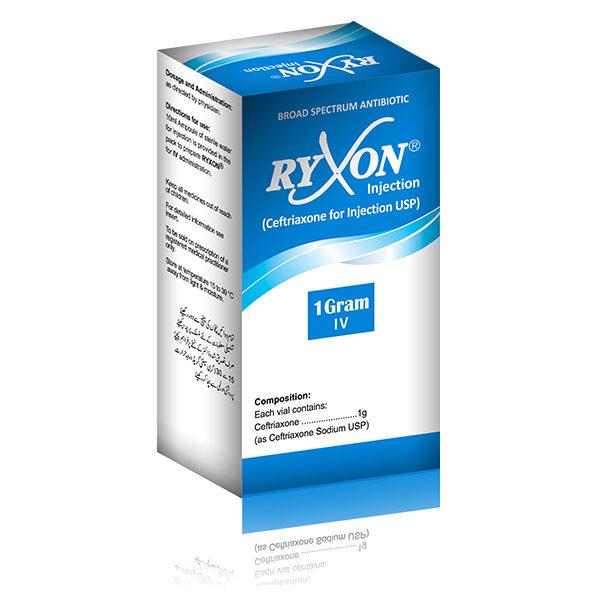 RYXON®
Injection
Dosage and Administration:
as directed by physician.
Directions for use:
10ml Ampoule of sterile water
for Injection is provided in the
pack to prepare RYXON®
for IV administration.
Keep all medicines out of reach
of children.
For detailed information see
insert.
To be sold on prescription of a
registered medical practitioner
only.
Store at temperature 15 to 30 °C
away from light & moisture.
BROAD SPECTRUM ANTIBIOTIC
RYXON®
Injection
(Ceftriaxone for Injection USP)
1Gram
IV
Composition:
Each vial contains:
Ceftriaxone ......................1g
(as Ceftriaxone Sodium USP)